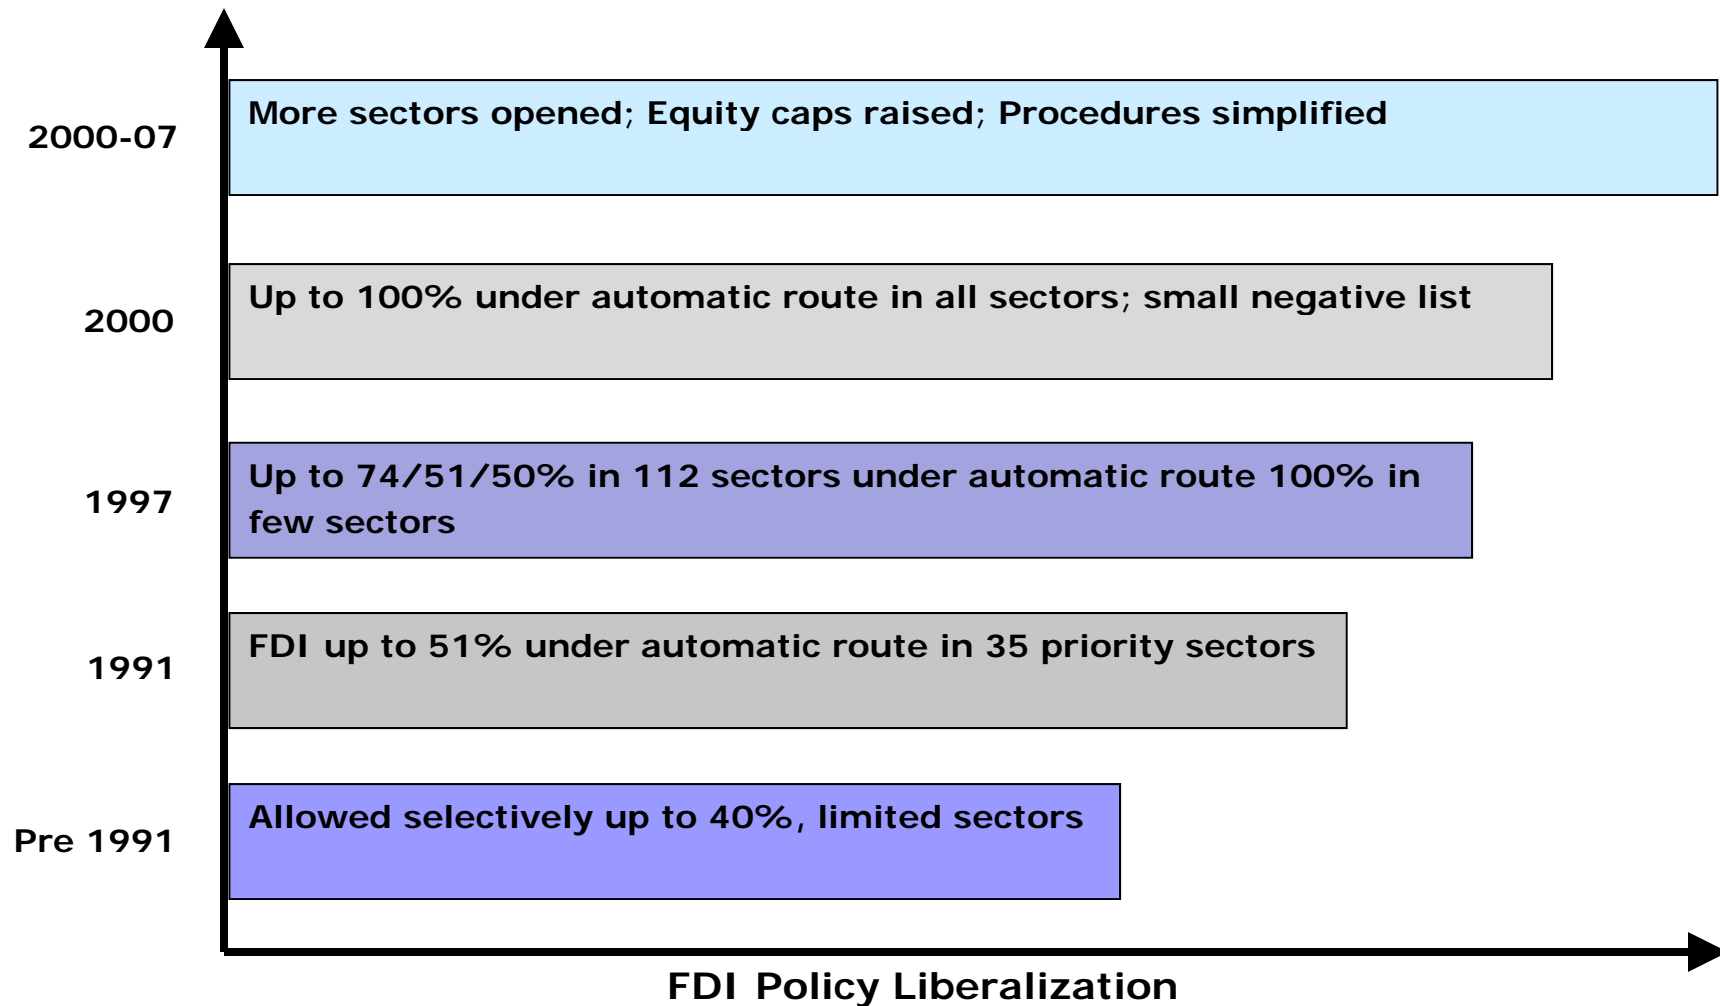 2000-07
More sectors opened; Equity caps raised; Procedures simplified
2000
Up to 100% under automatic route in all sectors; small negative list
1997
Up to 74/51/50% in 112 sectors under automatic route 100% in
few sectors
1991
FDI up to 51% under automatic route in 35 priority sectors
Pre 1991
Allowed selectively up to 40%, limited sectors
FDI Policy Liberalization